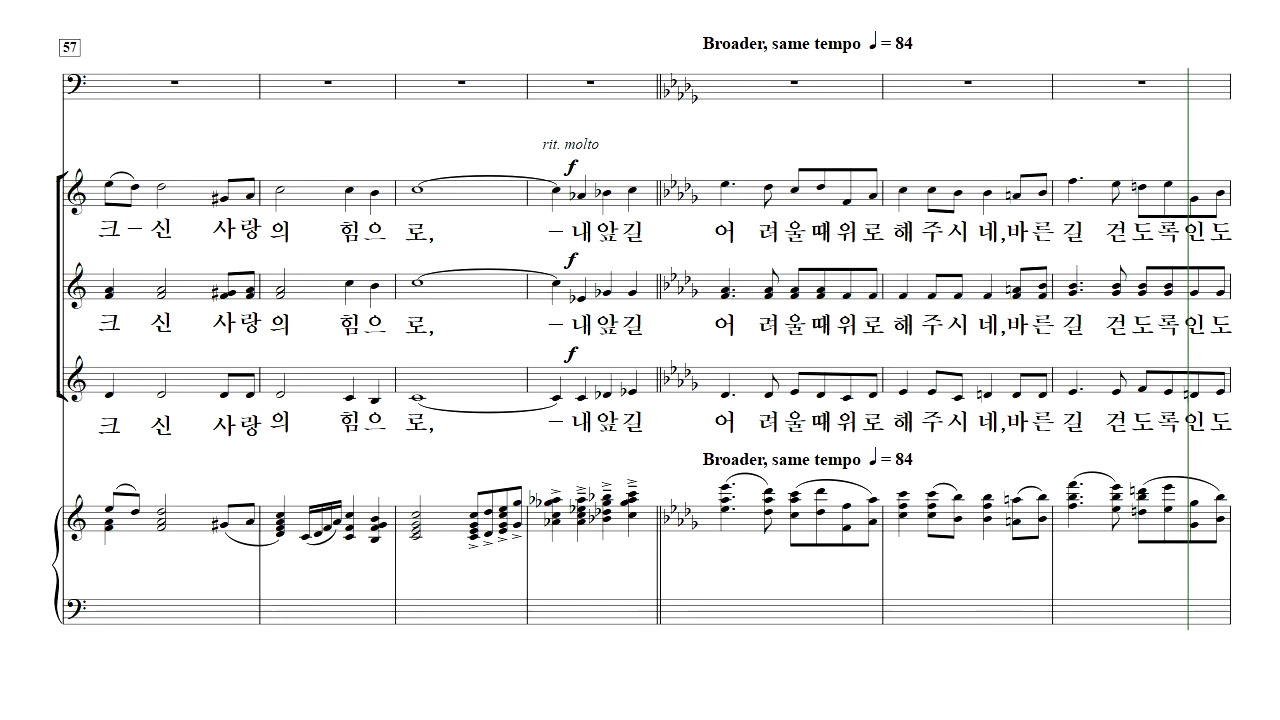 57
Broader, same tempo ♩ = 84
rit. molto
f
크 - 신 사랑 의 힘 으 로, - 내 앞 길 어 려 울 때 위 로 해 주 시 네, 바 른 길 걷 도 록 인 도
f
크 신 사랑 의 힘 으 로, - 내 앞 길 어 려 울 때 위 로 해 주 시 네, 바 른 길 걷 도 록 인 도
f
크 신 사랑 의 힘 으 로, - 내 앞 길 어 려 울 때 위 로 해 주 시 네, 바 른 길 걷 도 록 인 도
Broader, same tempo ♩ = 84